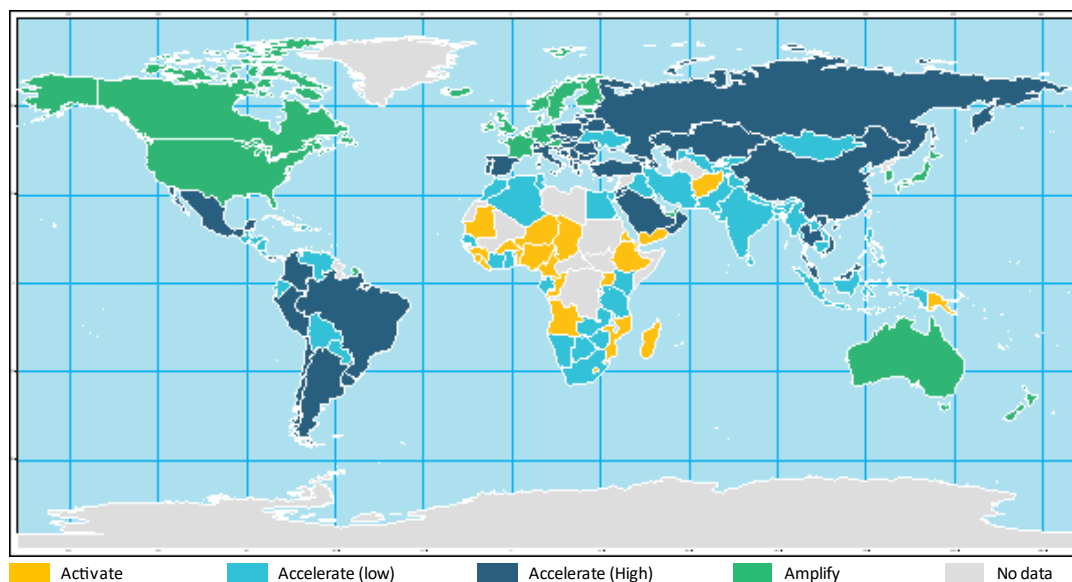 Activate
Accelerate (low)
Accelerate (High)
Amplify
No data